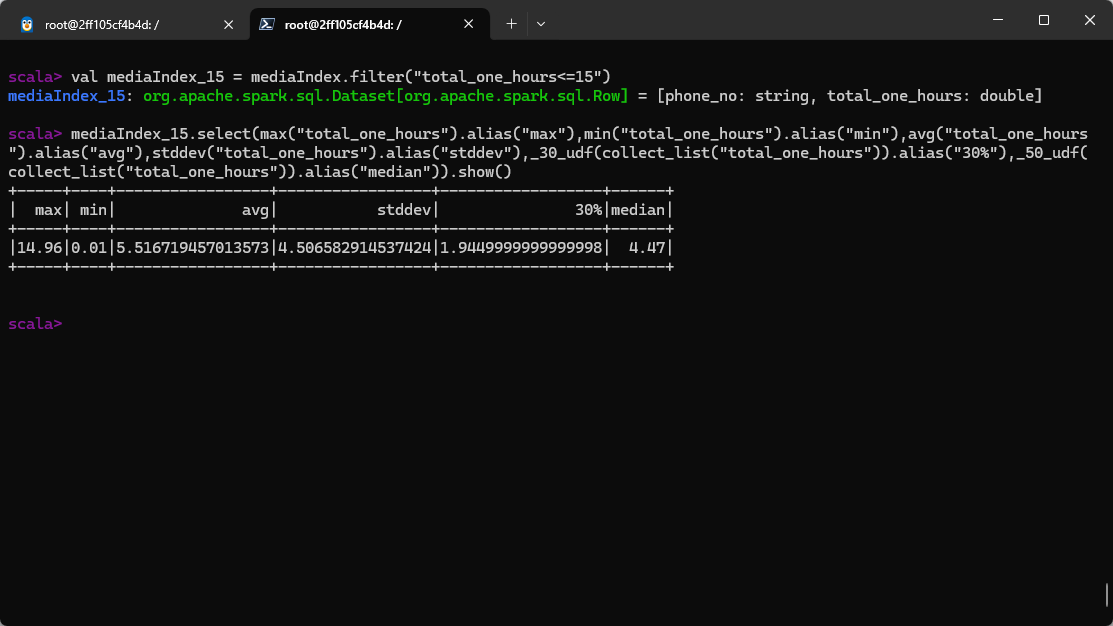 root@2ff105cf4b4d: /
root@2ff105cf4b4d: /
scala> val mediaIndex_15 = mediaIndex.filter("total_one_hours<=15")
mediaIndex_15: org.apache.spark.sql.Dataset[org.apache.spark.sql.Row] = [phone_no: string, total_one_hours: double]
scala> mediaIndex_15.select(max("total_one_hours").alias("max"),min("total_one_hours").alias("min"),avg("total_one_hours
").alias("avg"),stddev("total_one_hours").alias("stddev"),_30_udf(collect_list("total_one_hours")).alias("30%"),_50_udf(
collect_list("total_one_hours")).alias("median")).show()
+-----+----+-----------------+-----------------+------------------+------+
|  max| min|              avg|           stddev|               30%|median|
+-----+----+-----------------+-----------------+------------------+------+
|14.96|0.01|5.516719457013573|4.506582914537424|1.9449999999999998|  4.47|
+-----+----+-----------------+-----------------+------------------+------+
scala>